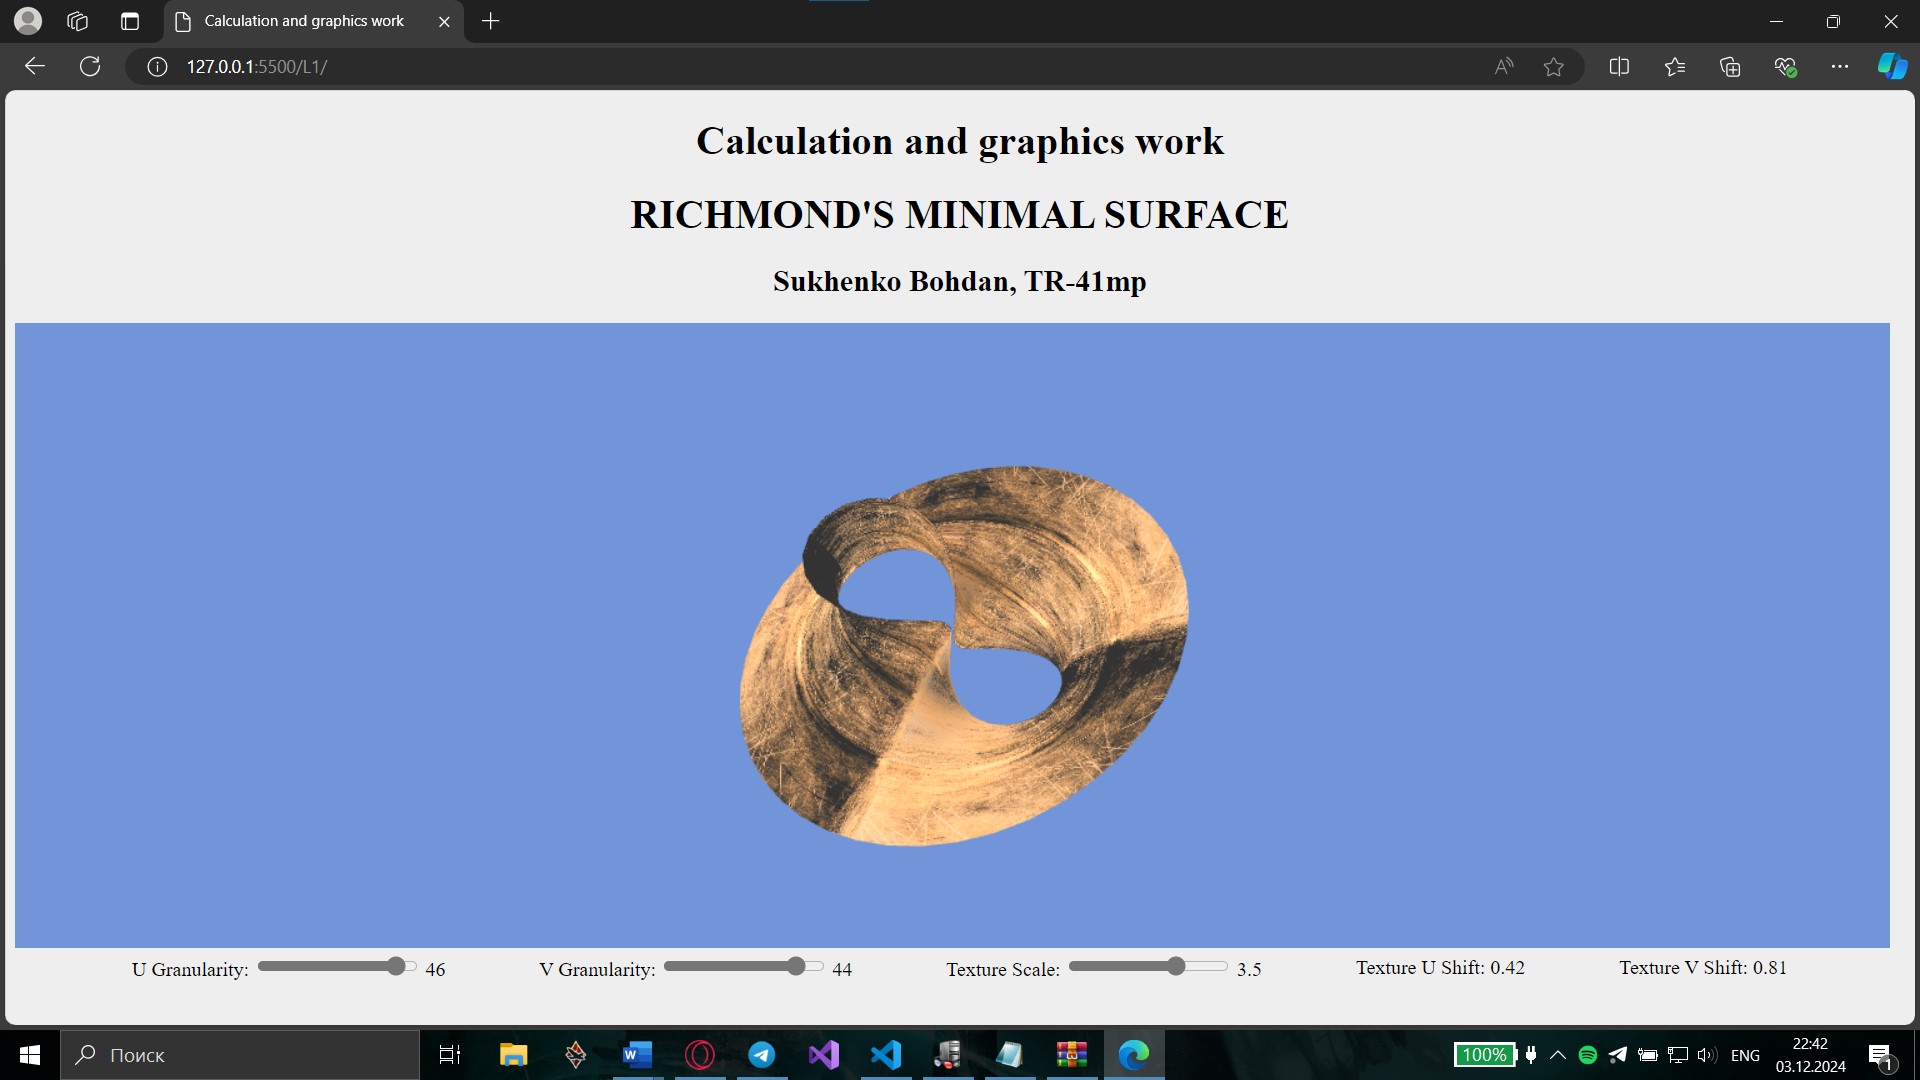 Calculation and graphics work
127.0.0.1:5500/L1/
Calculation and graphics work
RICHMOND'S MINIMAL SURFACE
Sukhenko Bohdan, TR-41mp
U Granularity: 46 V Granularity: 44 Texture Scale: 3.5 Texture U Shift: 0.42 Texture V Shift: 0.81
Поиск
100%
ENG
22:42
03.12.2024
1